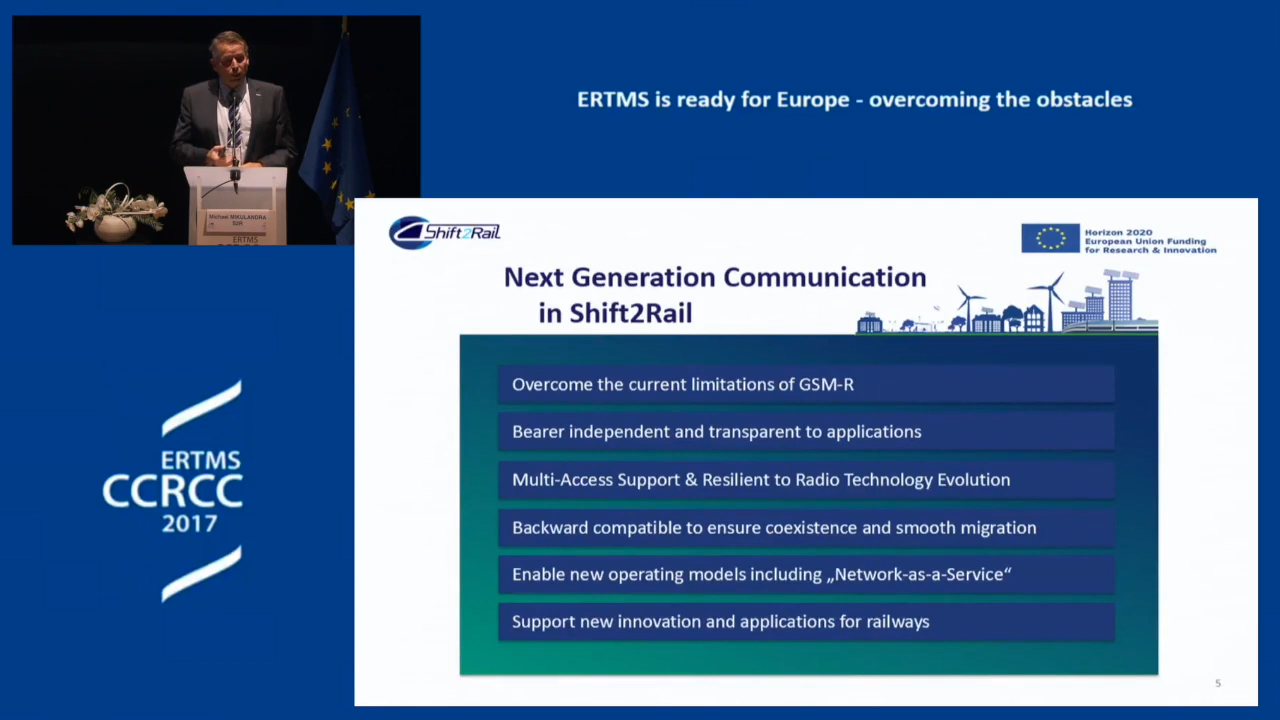 ERTMS is ready for Europe - overcoming the obstacles
Michael MIKULANDRA
S2R
ERTMS
Shift2Rail
Horizon 2020
European Union Funding
for Research & Innovation
Next Generation Communication
in Shift2Rail
Overcome the current limitations of GSM-R
Bearer independent and transparent to applications
Multi-Access Support & Resilient to Radio Technology Evolution
Backward compatible to ensure coexistence and smooth migration
Enable new operating models including „Network-as-a-Service“
Support new innovation and applications for railways
5
ERTMS
CCRCC
2017